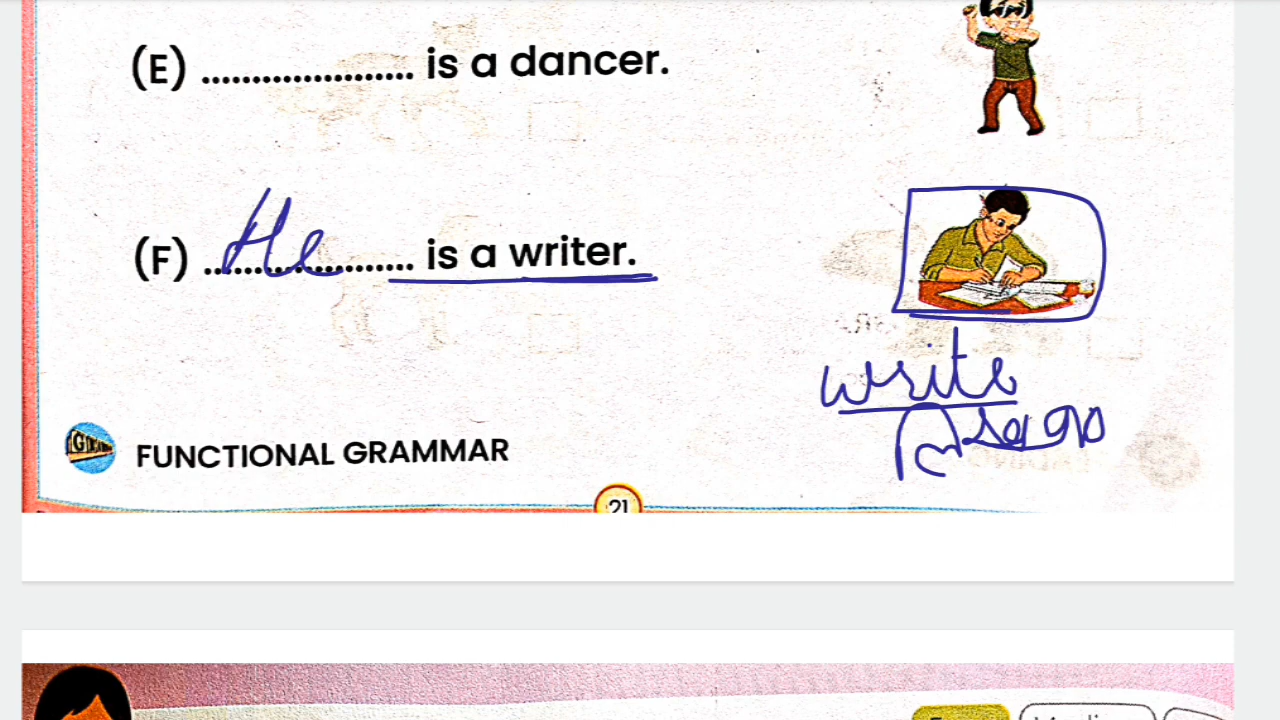 (E) ..................... is a dancer.
(F) He is a writer.
write
FUNCTIONAL GRAMMAR
21